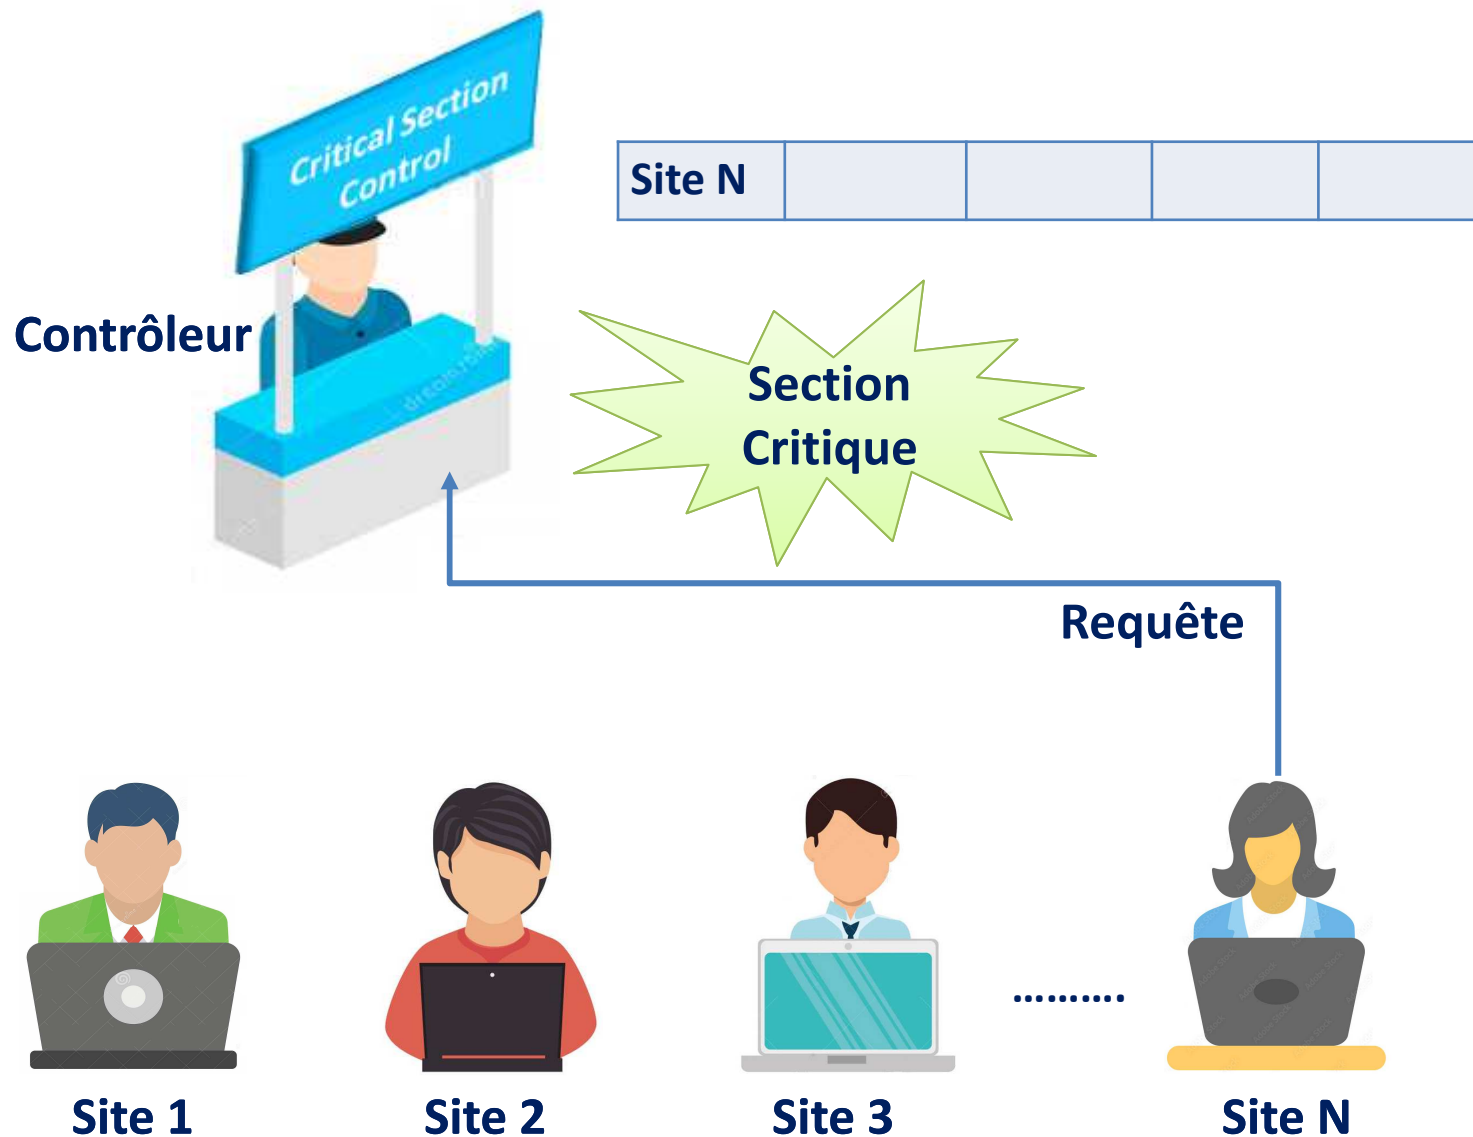 Critical Section
Control
Site N
Contrôleur
Section
Critique
Requête
..........
Site 1
Site 2
Site 3
Site N